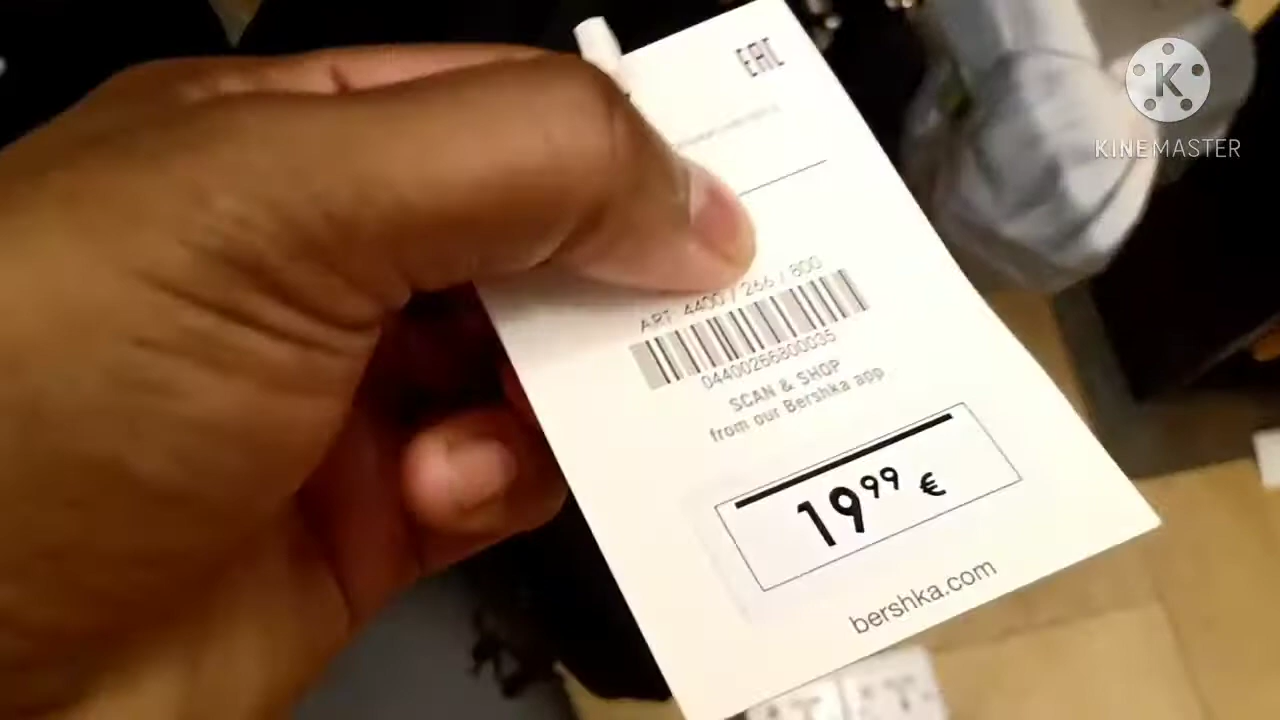 EAC
K
KINEMASTER
ART. 4400 / 266 / 800
04400266800035
SCAN & SHOP
from our Bershka app
19⁹⁹ €
bershka.com